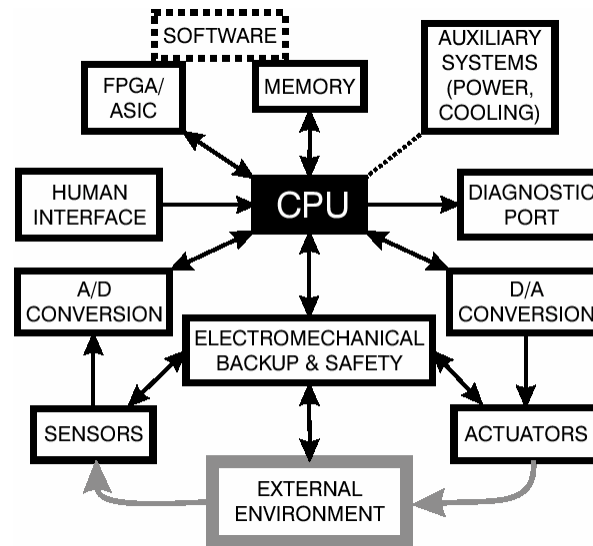 SOFTWARE
FPGA/
ASIC
MEMORY
AUXILIARY
SYSTEMS
(POWER,
COOLING)
HUMAN
INTERFACE
CPU
DIAGNOSTIC
PORT
A/D
CONVERSION
D/A
CONVERSION
ELECTROMECHANICAL
BACKUP & SAFETY
SENSORS
ACTUATORS
EXTERNAL
ENVIRONMENT